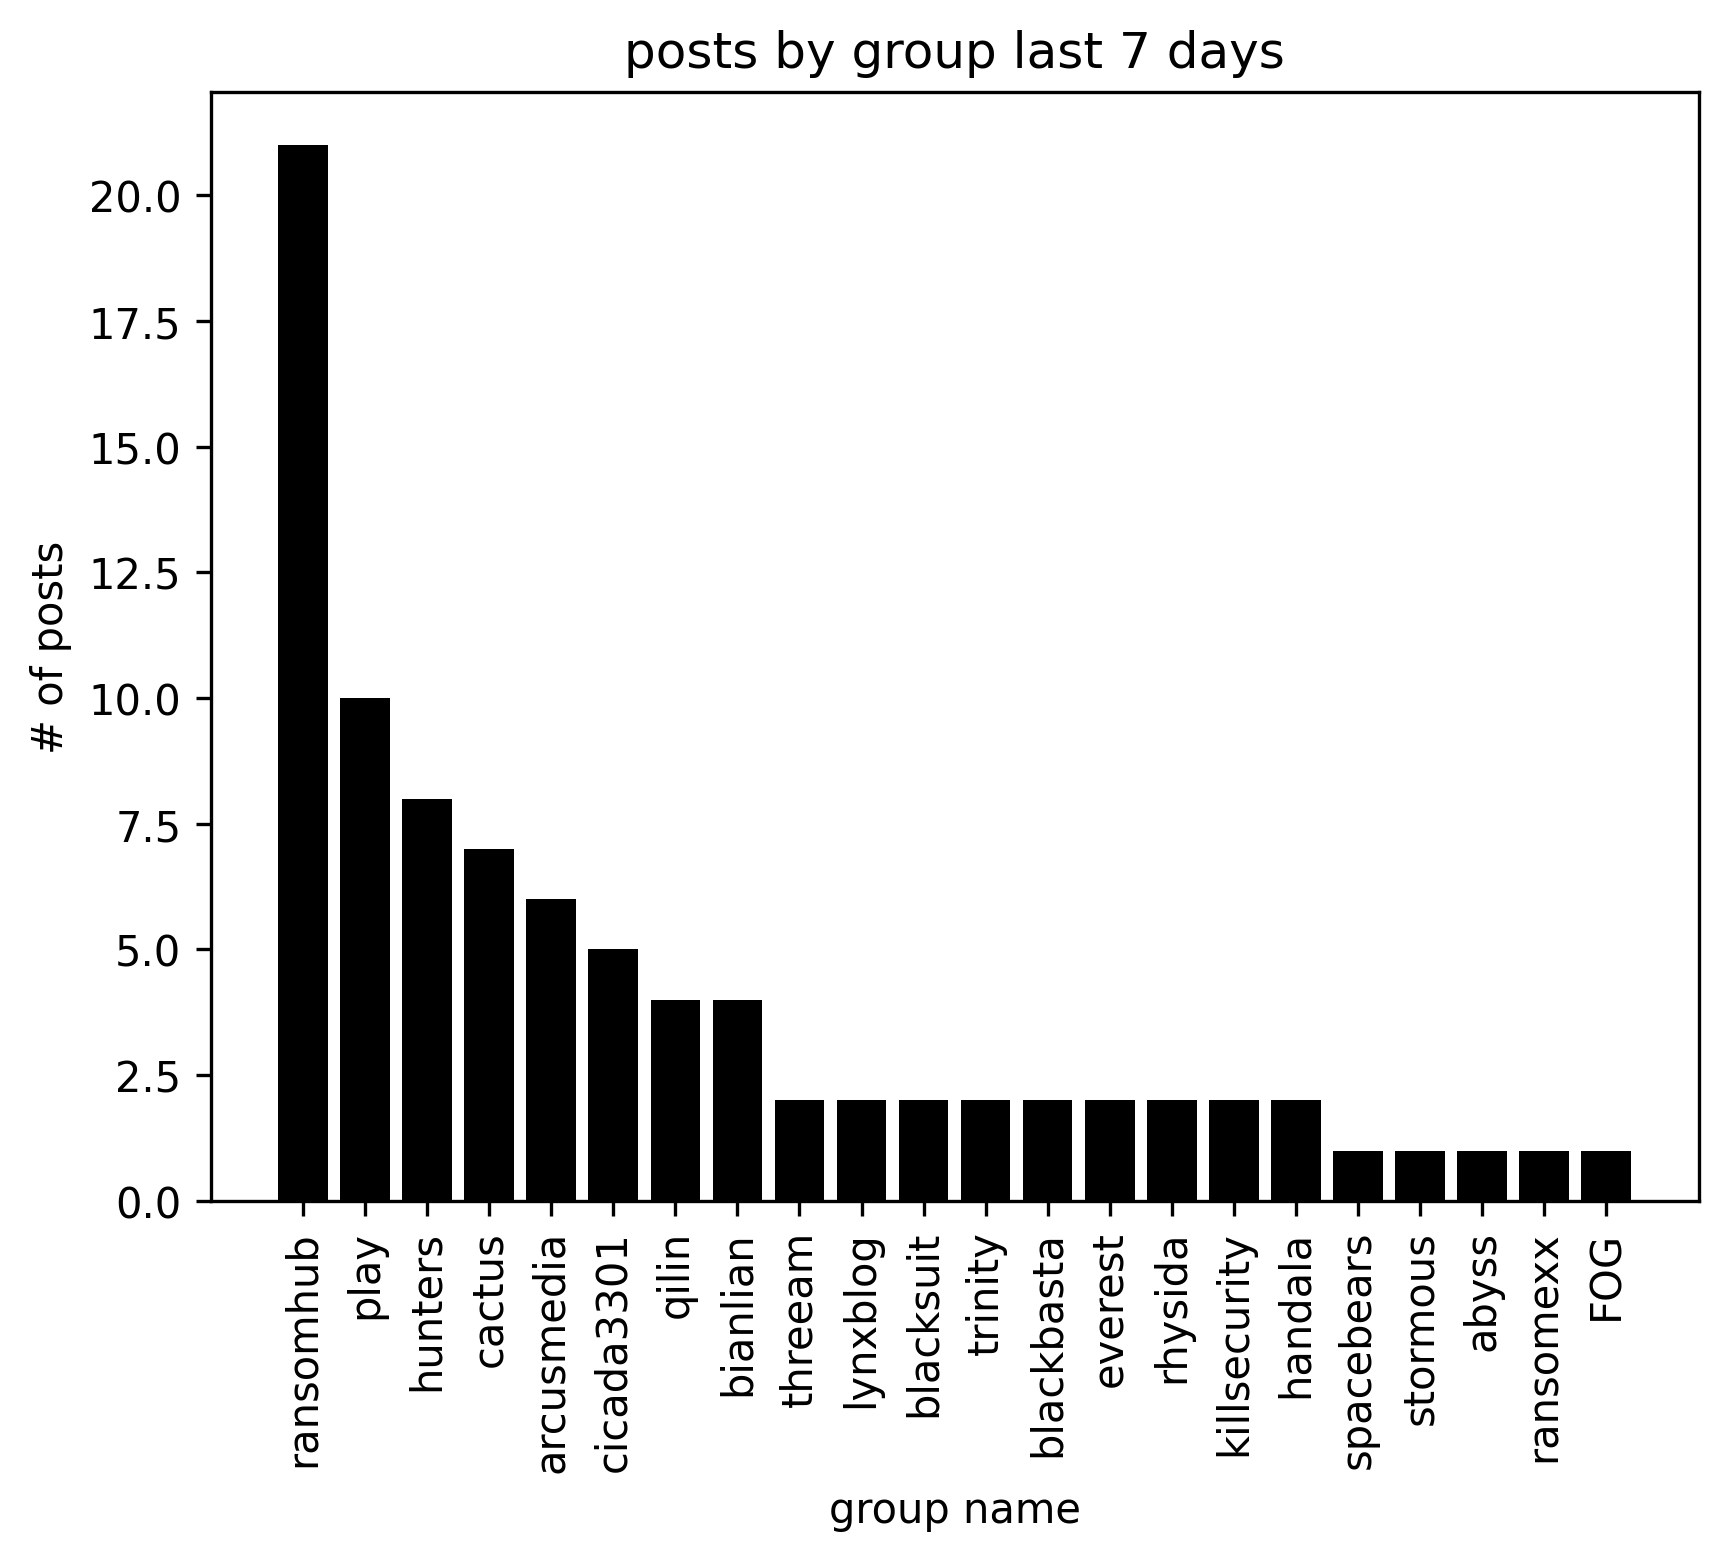 posts by group last 7 days
20.0
17.5
15.0
12.5
10.0
7.5
5.0
2.5
0.0
# of posts
ransomhub
play
hunters
cactus
arcusmedia
cicada3301
qilin
bianlian
threeam
lynxblog
blacksuit
trinity
blackbasta
everest
rhysida
killsecurity
handala
spacebears
stormous
abyss
ransomexx
FOG
group name